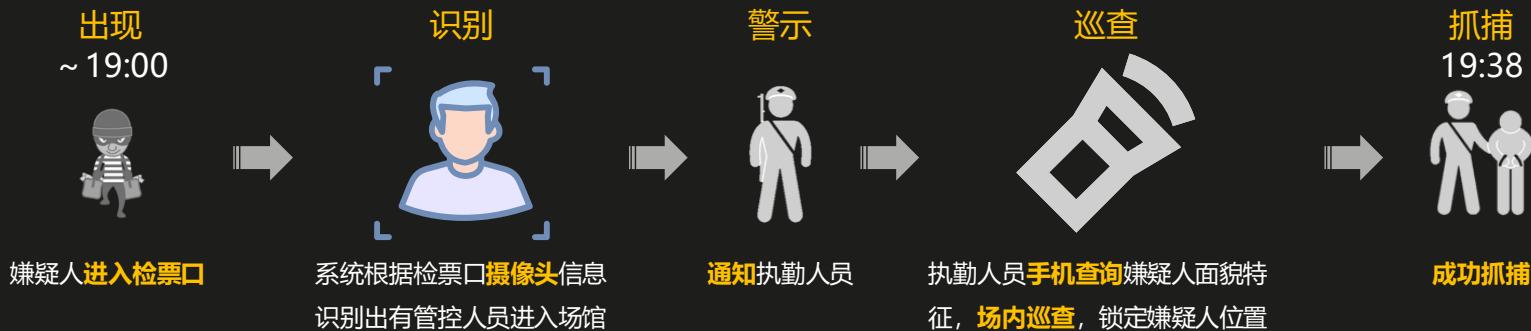 出现
~ 19:00
嫌疑人进入检票口
识别
系统根据检票口摄像头信息
识别出有管控人员进入场馆
警示
通知执勤人员
巡查
执勤人员手机查询嫌疑人面貌特
征，场内巡查，锁定嫌疑人位置
抓捕
19:38
成功抓捕